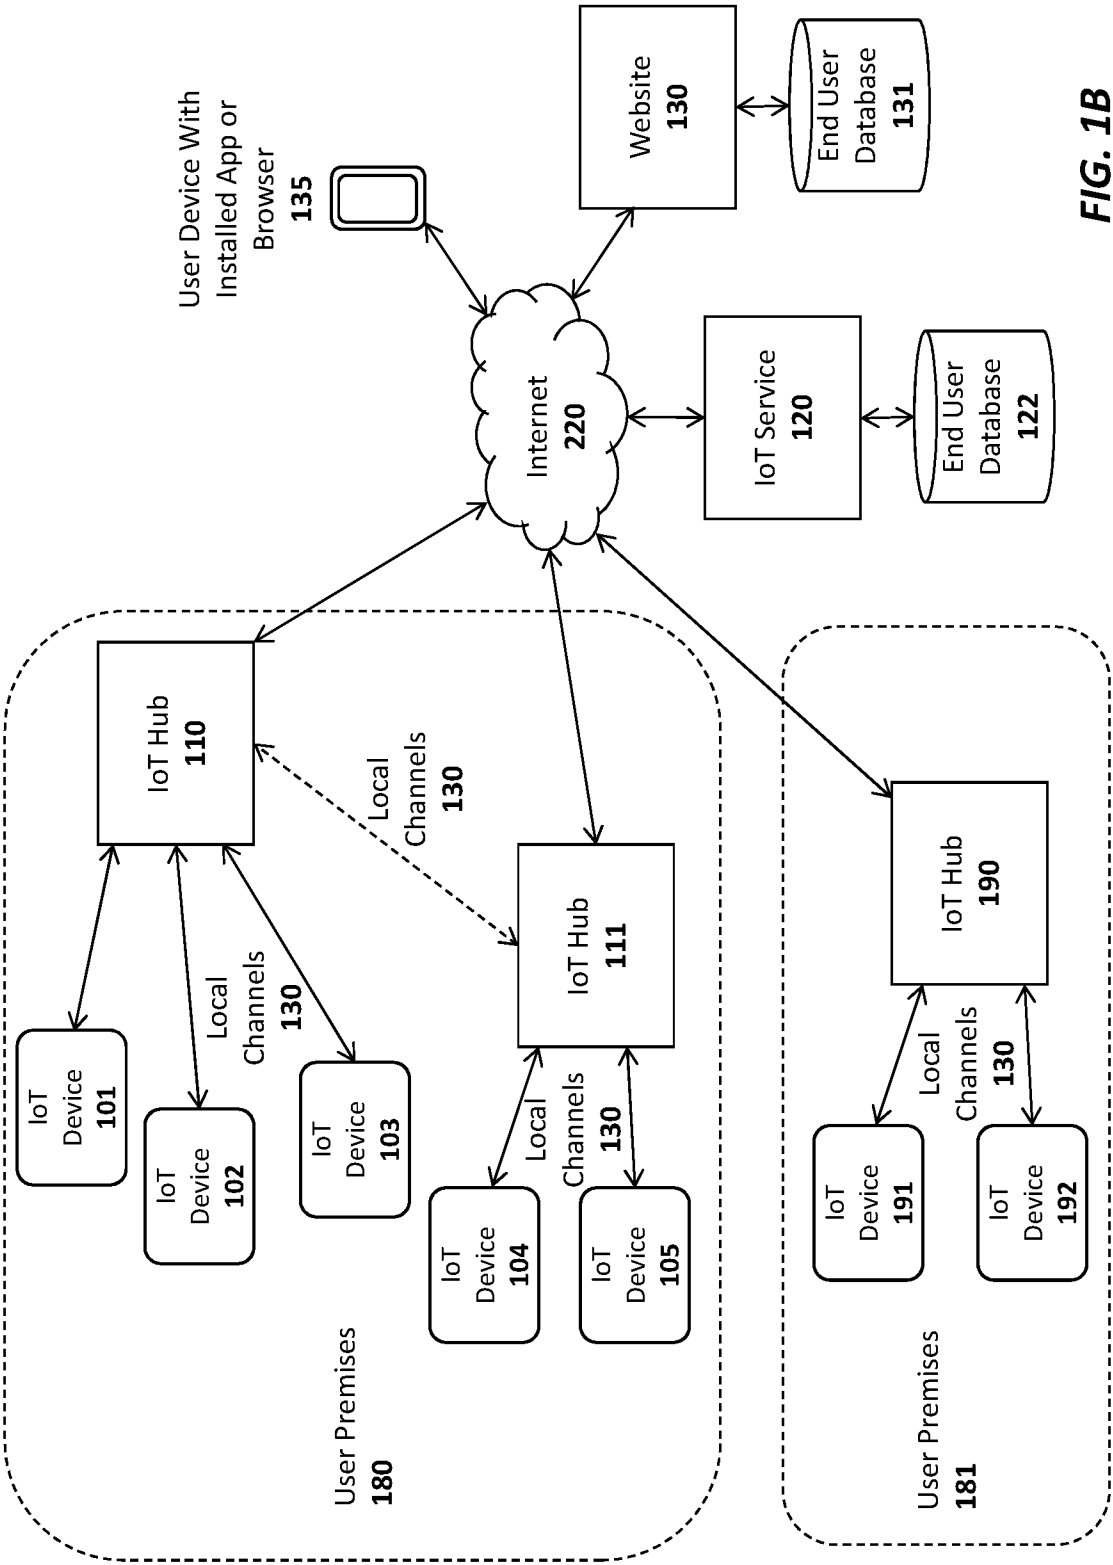 IoT
Device
101
IoT
Device
102
IoT
Device
103
Local
Channels
130
IoT Hub
110
User Device With
Installed App or
Browser
135
Local
Channels
130
Internet
220
Website
130
End User
Database
131
User Premises
180
IoT
Device
104
IoT
Device
105
Local
Channels
130
IoT Hub
111
IoT Service
120
End User
Database
122
User Premises
181
IoT
Device
191
IoT
Device
192
Local
Channels
130
IoT Hub
190
FIG. 1B